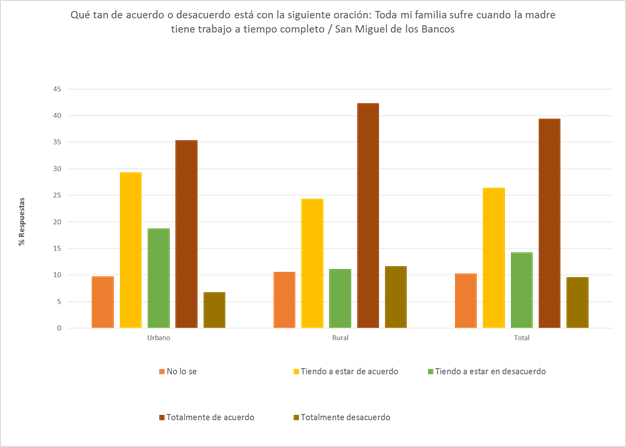 Qué tan de acuerdo o desacuerdo está con la siguiente oración: Toda mi familia sufre cuando la madre
tiene trabajo a tiempo completo / San Miguel de los Bancos
45
40
35
30
25
20
15
10
5
0
% Respuestas
Urbano Rural Total
No lo se Tiendo a estar de acuerdo Tiendo a estar en desacuerdo
Totalmente de acuerdo Totalmente desacuerdo